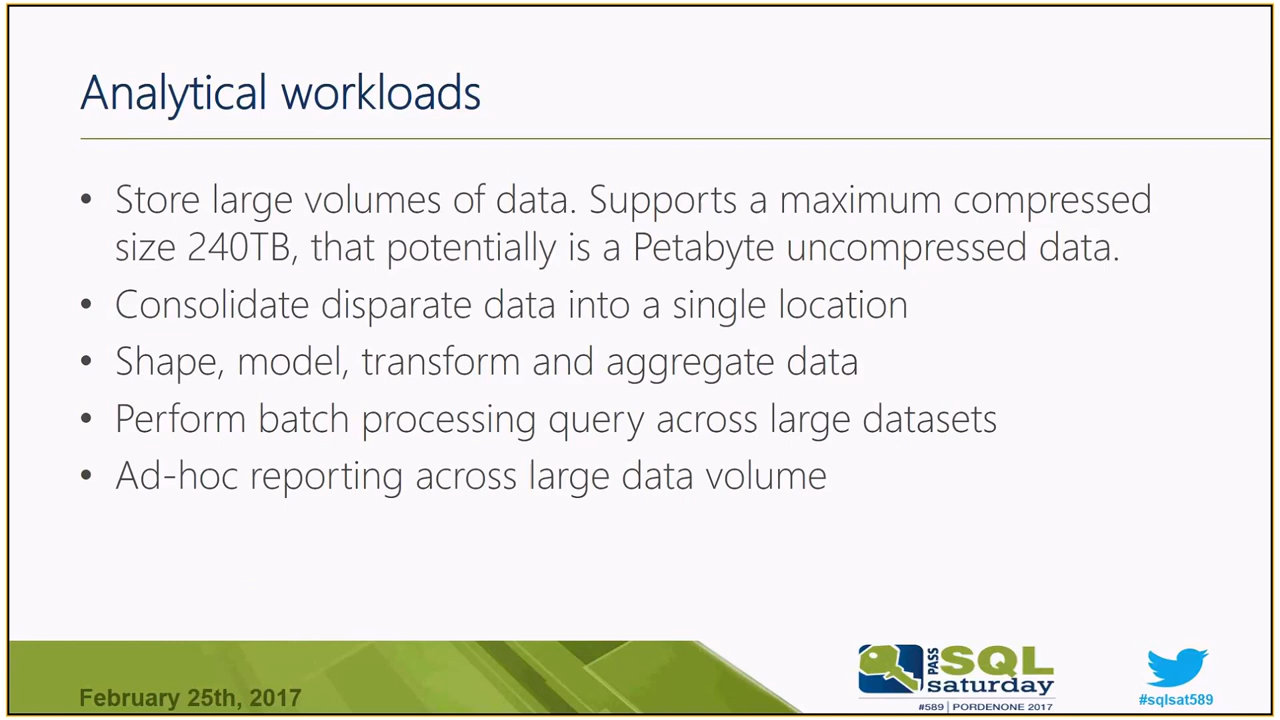 Analytical workloads
• Store large volumes of data. Supports a maximum compressed
size 240TB, that potentially is a Petabyte uncompressed data.
• Consolidate disparate data into a single location
• Shape, model, transform and aggregate data
• Perform batch processing query across large datasets
• Ad-hoc reporting across large data volume
February 25th, 2017
PASS SQL
saturday
#589 | PORDENONE 2017
#sqlsat589